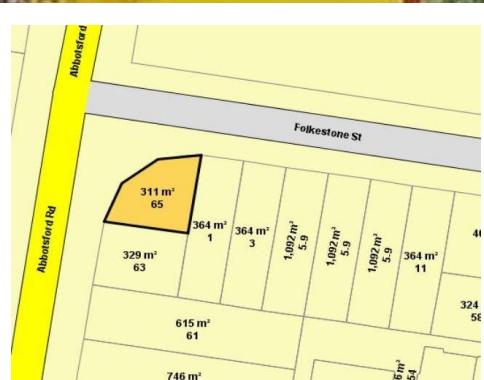 Abbotsford
Folkestone St
311 m²
65
364 m²
1
364 m²
3
1,092 m²
5-9
1,092 m²
5-9
1,092 m²
5-9
364 m²
11
Abbotsford Rd
329 m²
63
324
58
615 m²
61
746 m²
54